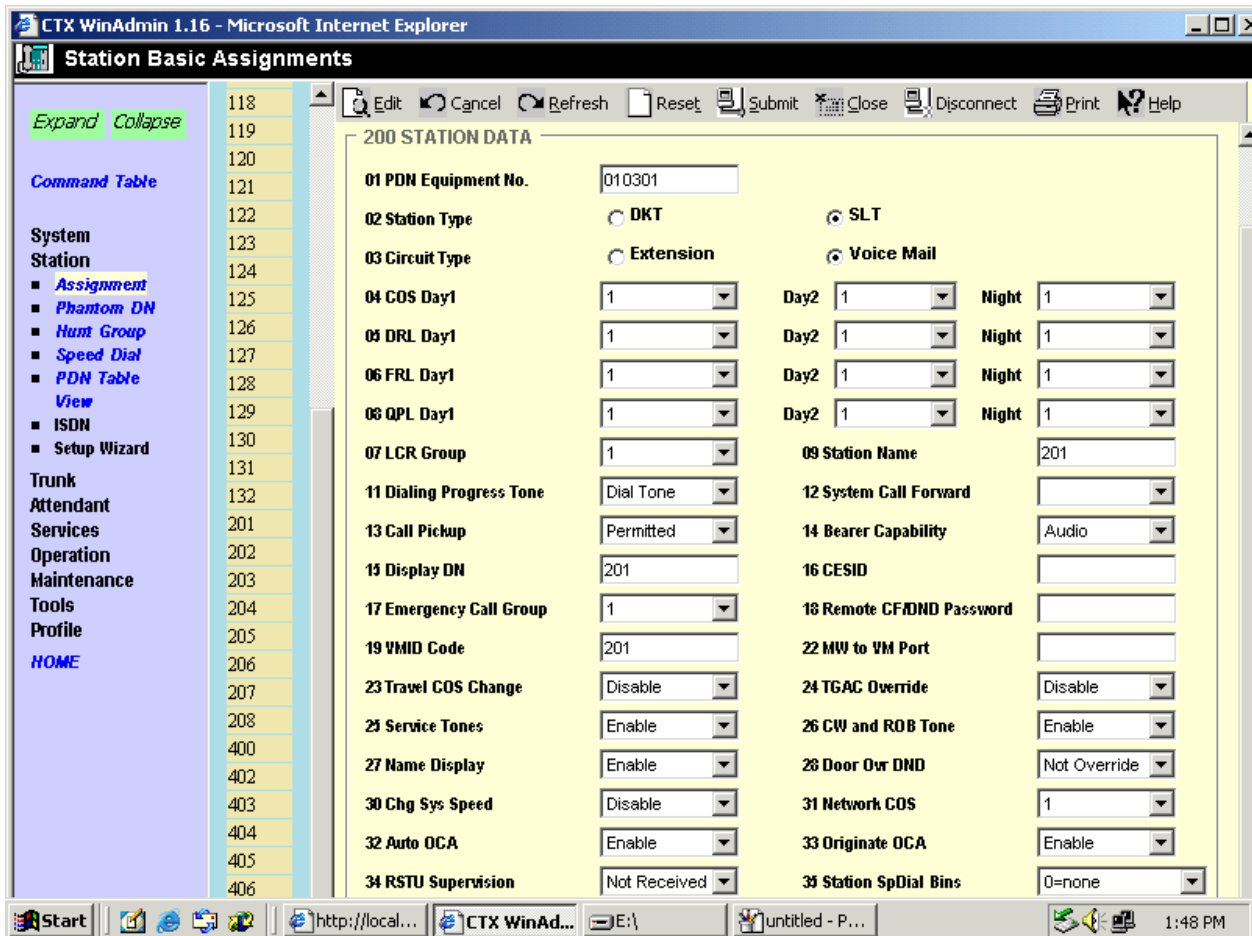 CTX WinAdmin 1.16 - Microsoft Internet Explorer
Station Basic Assignments
Expand Collapse
Command Table
System
Station
Assignment
Phantom DN
Hunt Group
Speed Dial
PDN Table
View
ISDN
Setup Wizard
Trunk
Attendant
Services
Operation
Maintenance
Tools
Profile
HOME
118
119
120
121
122
123
124
125
126
127
128
129
130
131
132
201
202
203
204
205
206
207
208
400
402
403
404
405
406
Edit Cancel Refresh Reset Submit Close Disconnect Print Help
200 STATION DATA
01 PDN Equipment No. 010301
02 Station Type DKT SLT
03 Circuit Type Extension Voice Mail
04 COS Day1 1 Day2 1 Night 1
05 DRL Day1 1 Day2 1 Night 1
06 FRL Day1 1 Day2 1 Night 1
08 QPL Day1 1 Day2 1 Night 1
07 LCR Group 1 09 Station Name 201
11 Dialing Progress Tone Dial Tone 12 System Call Forward
13 Call Pickup Permitted 14 Bearer Capability Audio
15 Display DN 201 16 CESID
17 Emergency Call Group 1 18 Remote CF/DND Password
19 VMID Code 201 22 MW to VM Port
23 Travel COS Change Disable 24 TGAC Override Disable
25 Service Tones Enable 26 CW and ROB Tone Enable
27 Name Display Enable 28 Door Ovr DND Not Override
30 Chg Sys Speed Disable 31 Network COS 1
32 Auto OCA Enable 33 Originate OCA Enable
34 RSTU Supervision Not Received 35 Station SpDial Bins 0=none
Start http://local... CTX WinAd... E:\ untitled - P... 1:48 PM